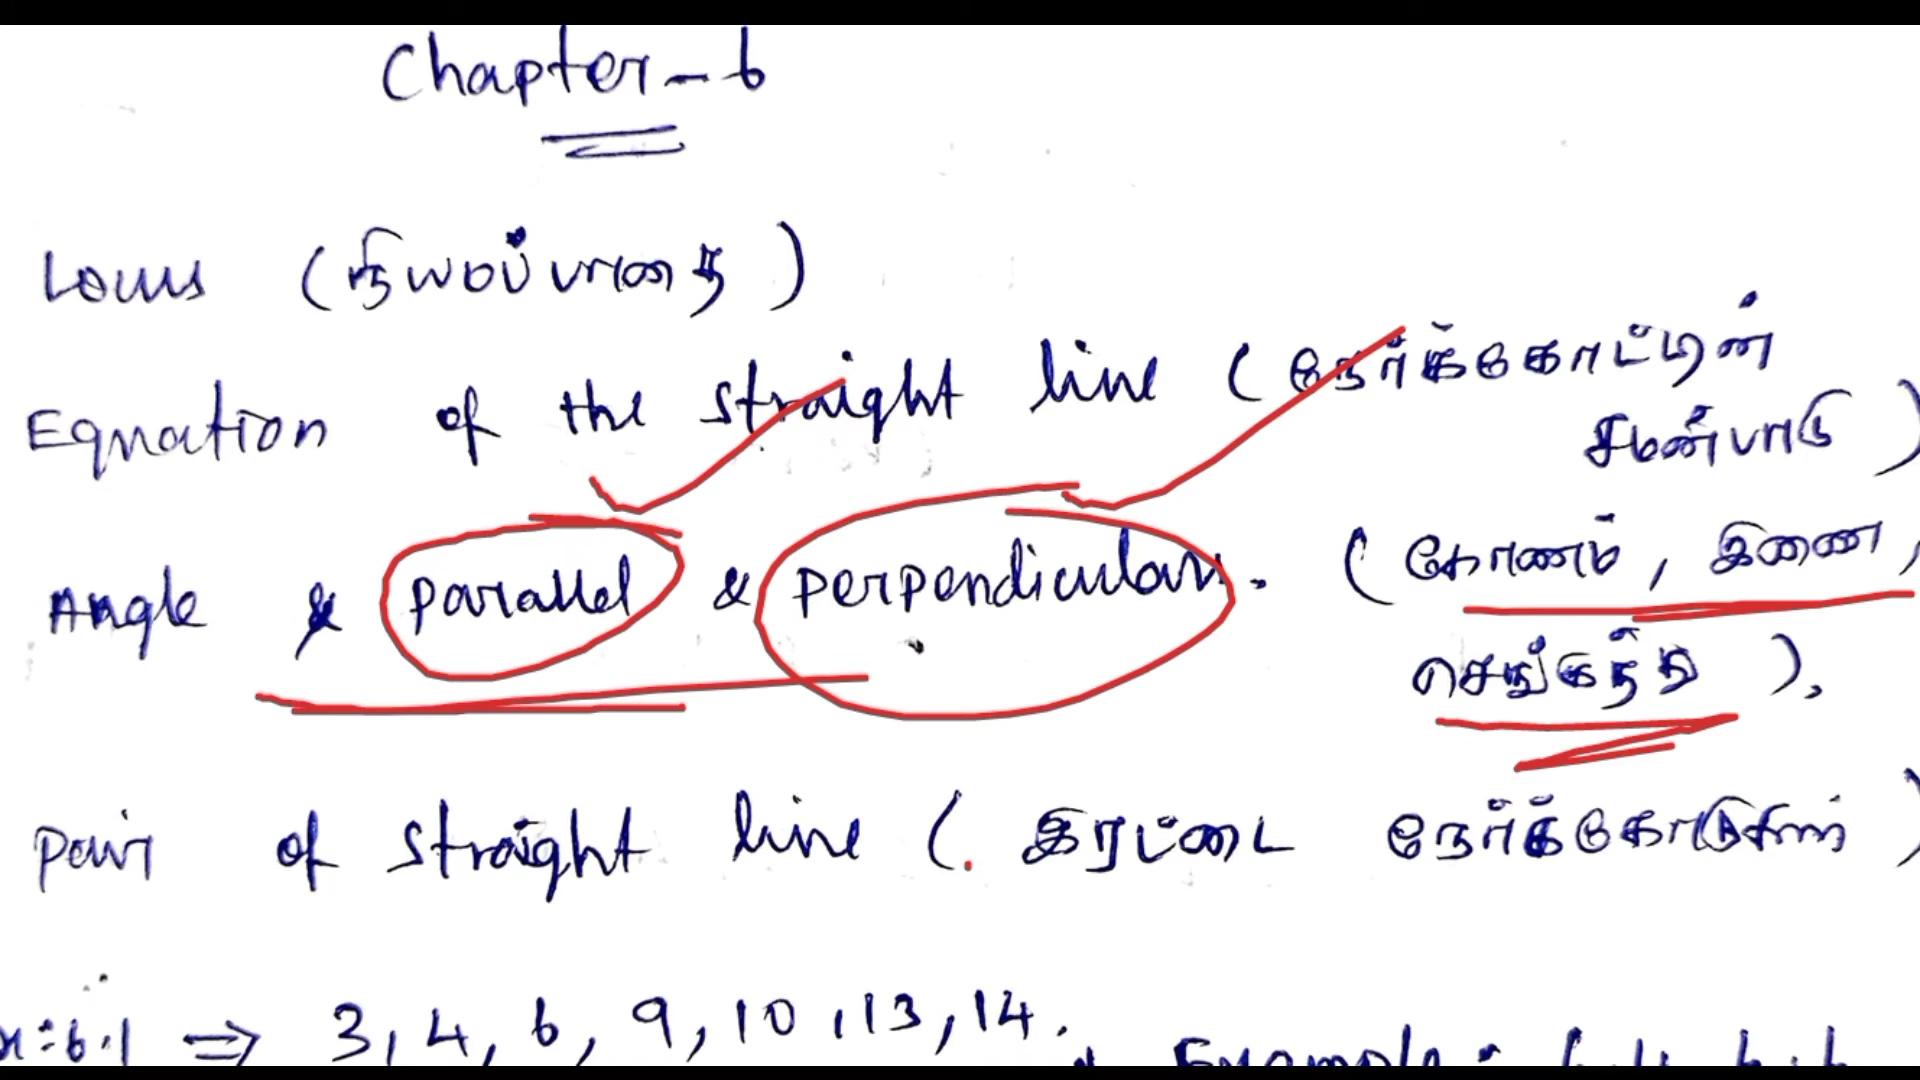 Chapter-6
Locus (நியமப்பாதை)
Equation of the straight line (நேர்க்கோட்டின்
சமன்பாடு)
Angle & parallel & perpendicular. (கோணம், இணை,
செங்குத்து).
pair of straight line (இரட்டை நேர்க்கோடுகள்)
Ex:6.1 ⇒ 3, 4, 6, 9, 10, 13, 14.